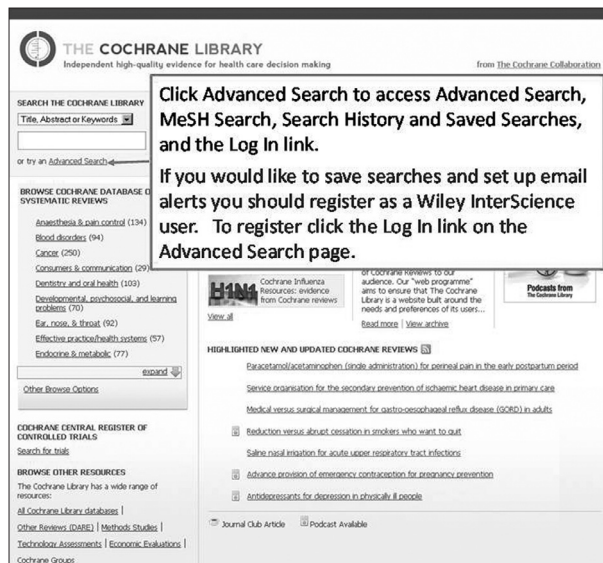 THE COCHRANE LIBRARY
Independent high-quality evidence for health care decision making
from The Cochrane Collaboration
SEARCH THE COCHRANE LIBRARY
Title, Abstract or Keywords
or try an Advanced Search
Click Advanced Search to access Advanced Search,
MeSH Search, Search History and Saved Searches,
and the Log In link.
If you would like to save searches and set up email
alerts you should register as a Wiley InterScience
user. To register click the Log In link on the
Advanced Search page.
BROWSE COCHRANE DATABASE O
SYSTEMATIC REVIEWS
Anaesthesia & pain control (134)
Blood disorders (94)
Cancer (250)
Consumers & communication (29)
Dentistry and oral health (103)
Developmental, psychosocial, and learning
problems (70)
Ear, nose, & throat (92)
Effective practice/health systems (57)
Endocrine & metabolic (77)
expand
Other Browse Options
COCHRANE CENTRAL REGISTER OF
CONTROLLED TRIALS
Search for trials
BROWSE OTHER RESOURCES
The Cochrane Library has a wide range of
resources:
All Cochrane Library databases |
Other Reviews (DARE) | Methods Studies |
Technology Assessments | Economic Evaluations |
Cochrane Groups
H1N1
Cochrane Influenza
Resources: evidence
from Cochrane reviews
View all
of Cochrane Reviews to our
audience. Our "web programme"
aims to ensure that The Cochrane
Library is a website built around the
needs and preferences of its users...
Read more | View archive
Podcasts from
The Cochrane Library
HIGHLIGHTED NEW AND UPDATED COCHRANE REVIEWS
Paracetamol/acetaminophen (single administration) for perineal pain in the early postpartum period
Service organisation for the secondary prevention of ischaemic heart disease in primary care
Medical versus surgical management for gastro-oesophageal reflux disease (GORD) in adults
Reduction versus abrupt cessation in smokers who want to quit
Saline nasal irrigation for acute upper respiratory tract infections
Advance provision of emergency contraception for pregnancy prevention
Antidepressants for depression in physically ill people
Journal Club Article
Podcast Available